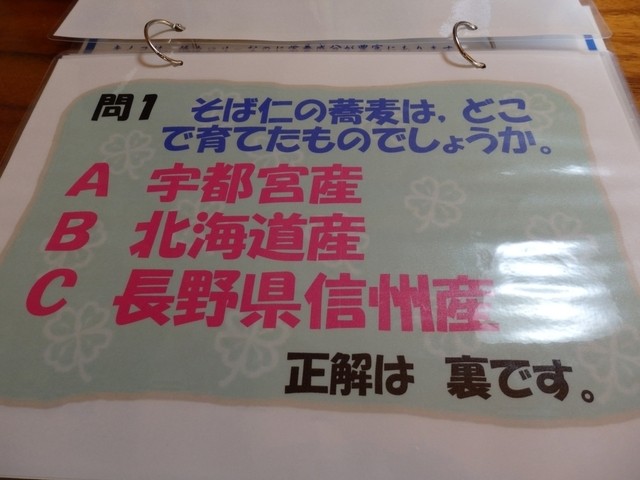 問1 そば仁の蕎麦は,どこ
で育てたものでしょうか。
A 宇都宮産
B 北海道産
C 長野県信州産
正解は 裏です。